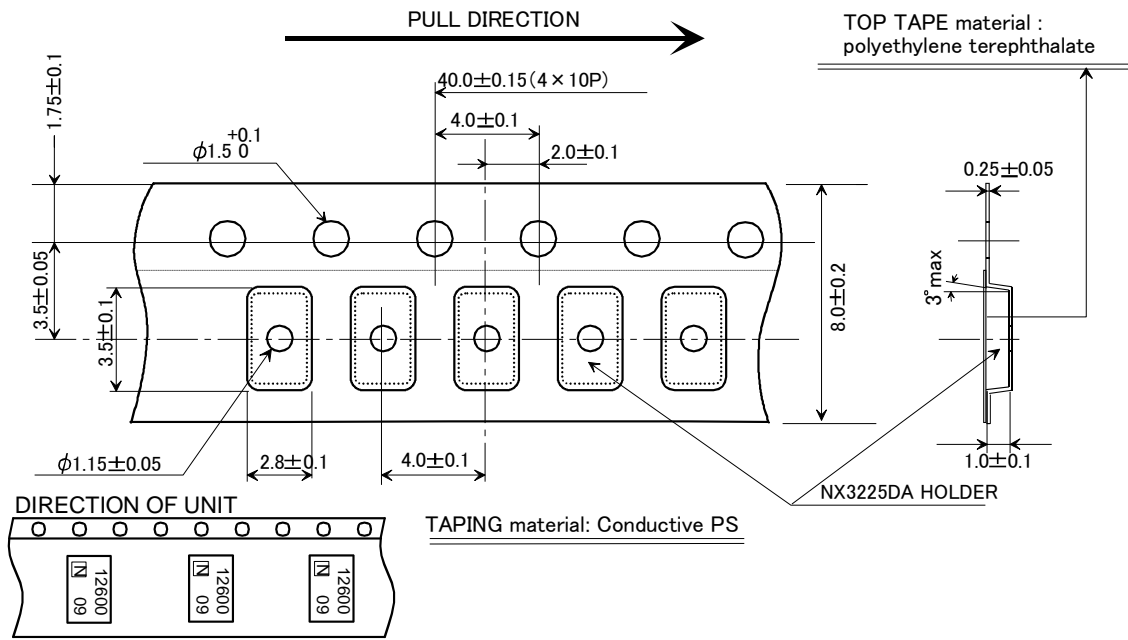 PULL DIRECTION
TOP TAPE material :
polyethylene terephthalate
1.75±0.1
40.0±0.15(4×10P)
4.0±0.1
+0.1
φ1.5 0
2.0±0.1
0.25±0.05
3.5±0.05
3.5±0.1
8.0±0.2
3°max
φ1.15±0.05
2.8±0.1
4.0±0.1
1.0±0.1
NX3225DA HOLDER
DIRECTION OF UNIT
TAPING material: Conductive PS
12600
N 09
12600
N 09
12600
N 09